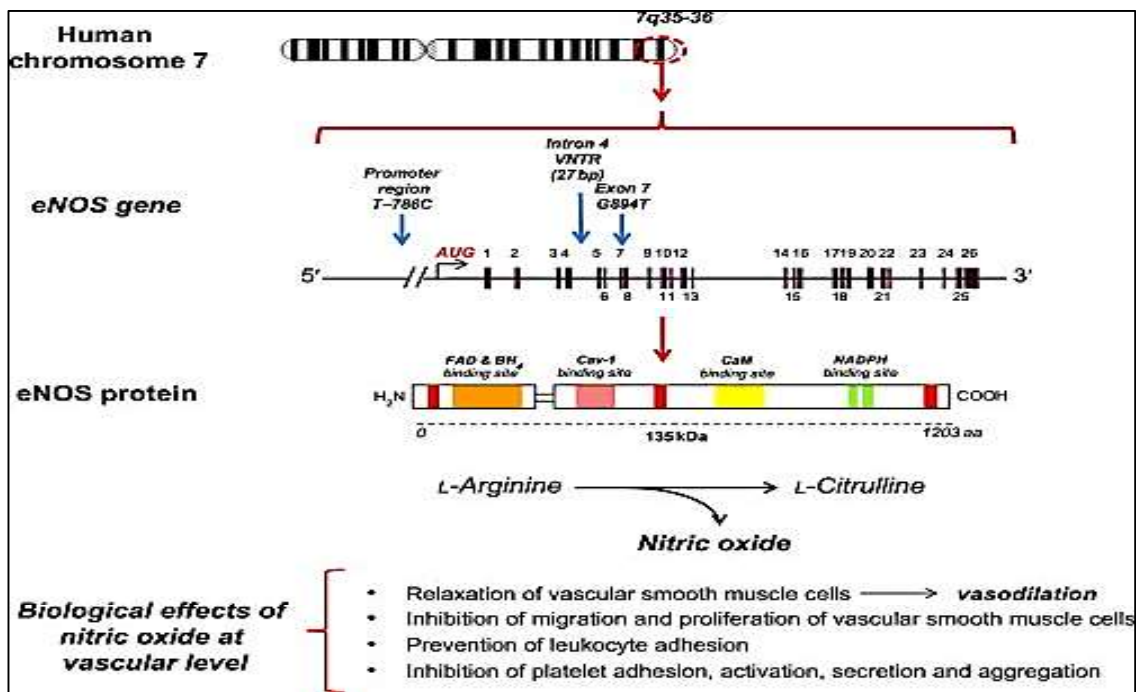 7q35-36
Human
chromosome 7
Intron 4
VNTR
(27bp)
Promoter
region
T–786C
Exon 7
G894T
eNOS gene
AUG 1 2 3 4 5 7 9 10 12 14 16 17 19 20 22 23 24 26
5′ 3′
6 8 11 13 15 18 21 25
FAD & BH4 binding site
Cav-1 binding site
CaM binding site
NADPH binding site
eNOS protein
H2N COOH
0 135kDa 1203 aa
L-Arginine L-Citrulline
Nitric oxide
Biological effects of
nitric oxide at
vascular level
• Relaxation of vascular smooth muscle cells vasodilation
• Inhibition of migration and proliferation of vascular smooth muscle cells
• Prevention of leukocyte adhesion
• Inhibition of platelet adhesion, activation, secretion and aggregation